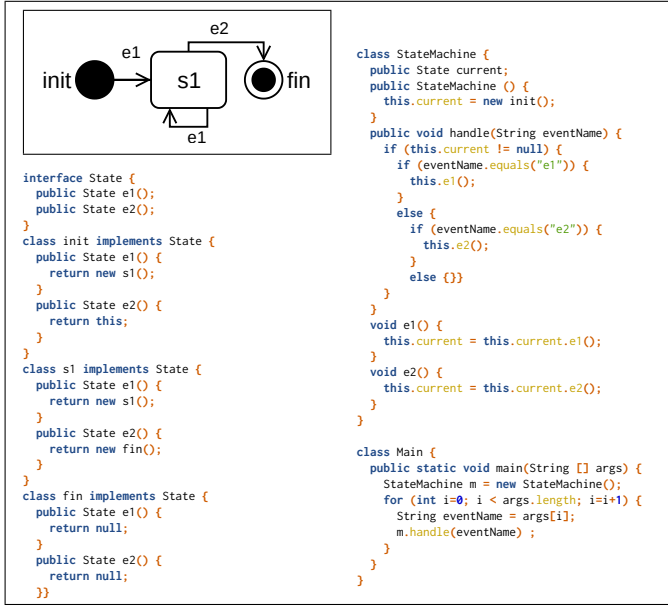 e2
e1
init
s1
fin
e1
interface State {
public State e1();
public State e2();
}
class init implements State {
public State e1() {
return new s1();
}
public State e2() {
return this;
}
}
class s1 implements State {
public State e1() {
return new s1();
}
public State e2() {
return new fin();
}
}
class fin implements State {
public State e1() {
return null;
}
public State e2() {
return null;
}}
class StateMachine {
public State current;
public StateMachine () {
this.current = new init();
}
public void handle(String eventName) {
if (this.current != null) {
if (eventName.equals("e1")) {
this.e1();
}
else {
if (eventName.equals("e2")) {
this.e2();
}
else {}}
}
}
void e1() {
this.current = this.current.e1();
}
void e2() {
this.current = this.current.e2();
}
}
class Main {
public static void main(String [] args) {
StateMachine m = new StateMachine();
for (int i=0; i < args.length; i=i+1) {
String eventName = args[i];
m.handle(eventName) ;
}
}
}